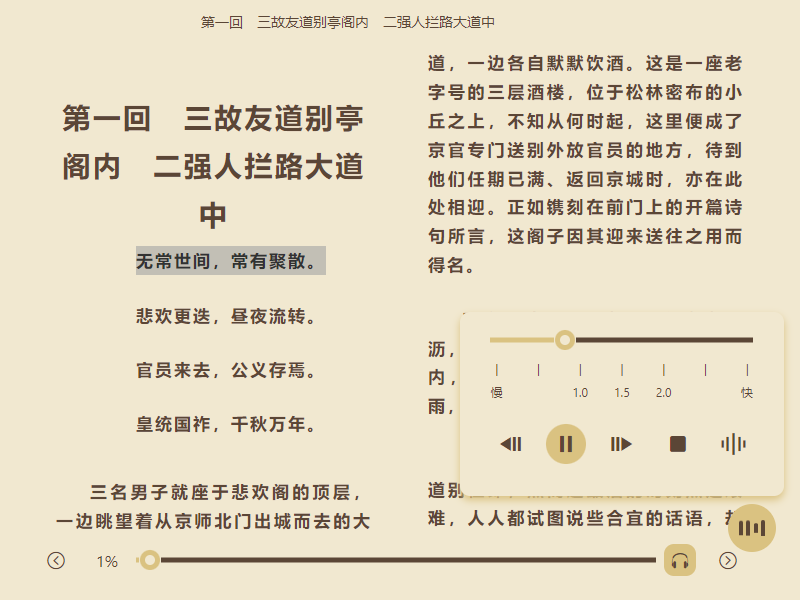 第一回　三故友道别亭阁内　二强人拦路大道中
第一回　三故友道别亭
阁内　二强人拦路大道
中
无常世间，常有聚散。
悲欢更迭，昼夜流转。
官员来去，公义存焉。
皇统国祚，千秋万年。
三名男子就座于悲欢阁的顶层，
一边眺望着从京师北门出城而去的大
道，一边各自默默饮酒。这是一座老
字号的三层酒楼，位于松林密布的小
丘之上，不知从何时起，这里便成了
京官专门送别外放官员的地方，待到
他们任期已满、返回京城时，亦在此
处相迎。正如镌刻在前门上的开篇诗
句所言，这阁子因其迎来送往之用而
得名。
沥，
内，
雨，
道别
难，人人都试图说些合宜的话语，
慢 1.0 1.5 2.0 快
1%